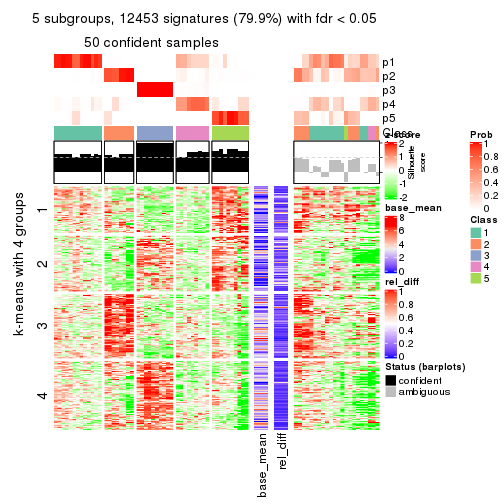 5 subgroups, 12453 signatures (79.9%) with fdr < 0.05
50 confident samples
p1
p2
p3
p4
p5
Class
z-score
2
1
0
-1
-2
Silhouette
score
Prob
1
0.8
0.6
0.4
0.2
0
base_mean
8
6
4
2
0
Class
1
2
3
4
5
rel_diff
1
0.8
0.6
0.4
0.2
0
Status (barplots)
confident
ambiguous
k-means with 4 groups
1
2
3
4
base_mean
rel_diff